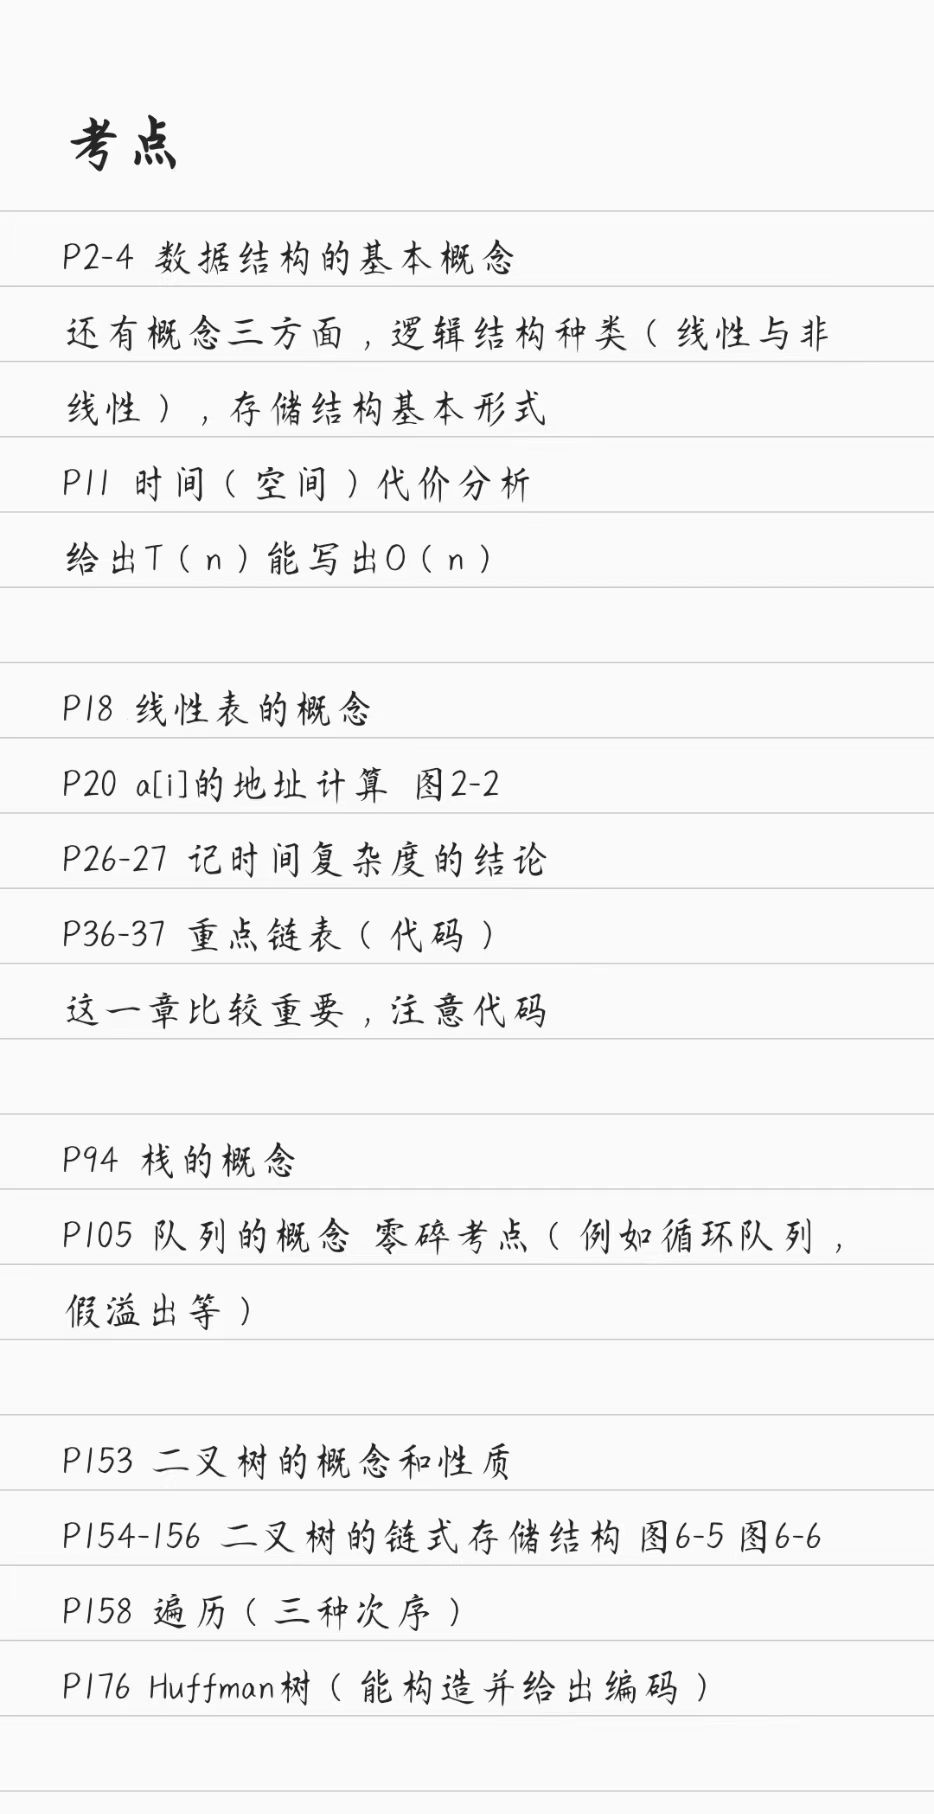 考点
P2-4 数据结构的基本概念
还有概念三方面，逻辑结构种类（线性与非
线性），存储结构基本形式
P11 时间（空间）代价分析
给出T（n）能写出O（n）
P18 线性表的概念
P20 a[i]的地址计算 图2-2
P26-27 记时间复杂度的结论
P36-37 重点链表（代码）
这一章比较重要，注意代码
P94 栈的概念
P105 队列的概念 零碎考点（例如循环队列，
假溢出等）
P153 二叉树的概念和性质
P154-156 二叉树的链式存储结构 图6-5 图6-6
P158 遍历（三种次序）
P176 Huffman树（能构造并给出编码）